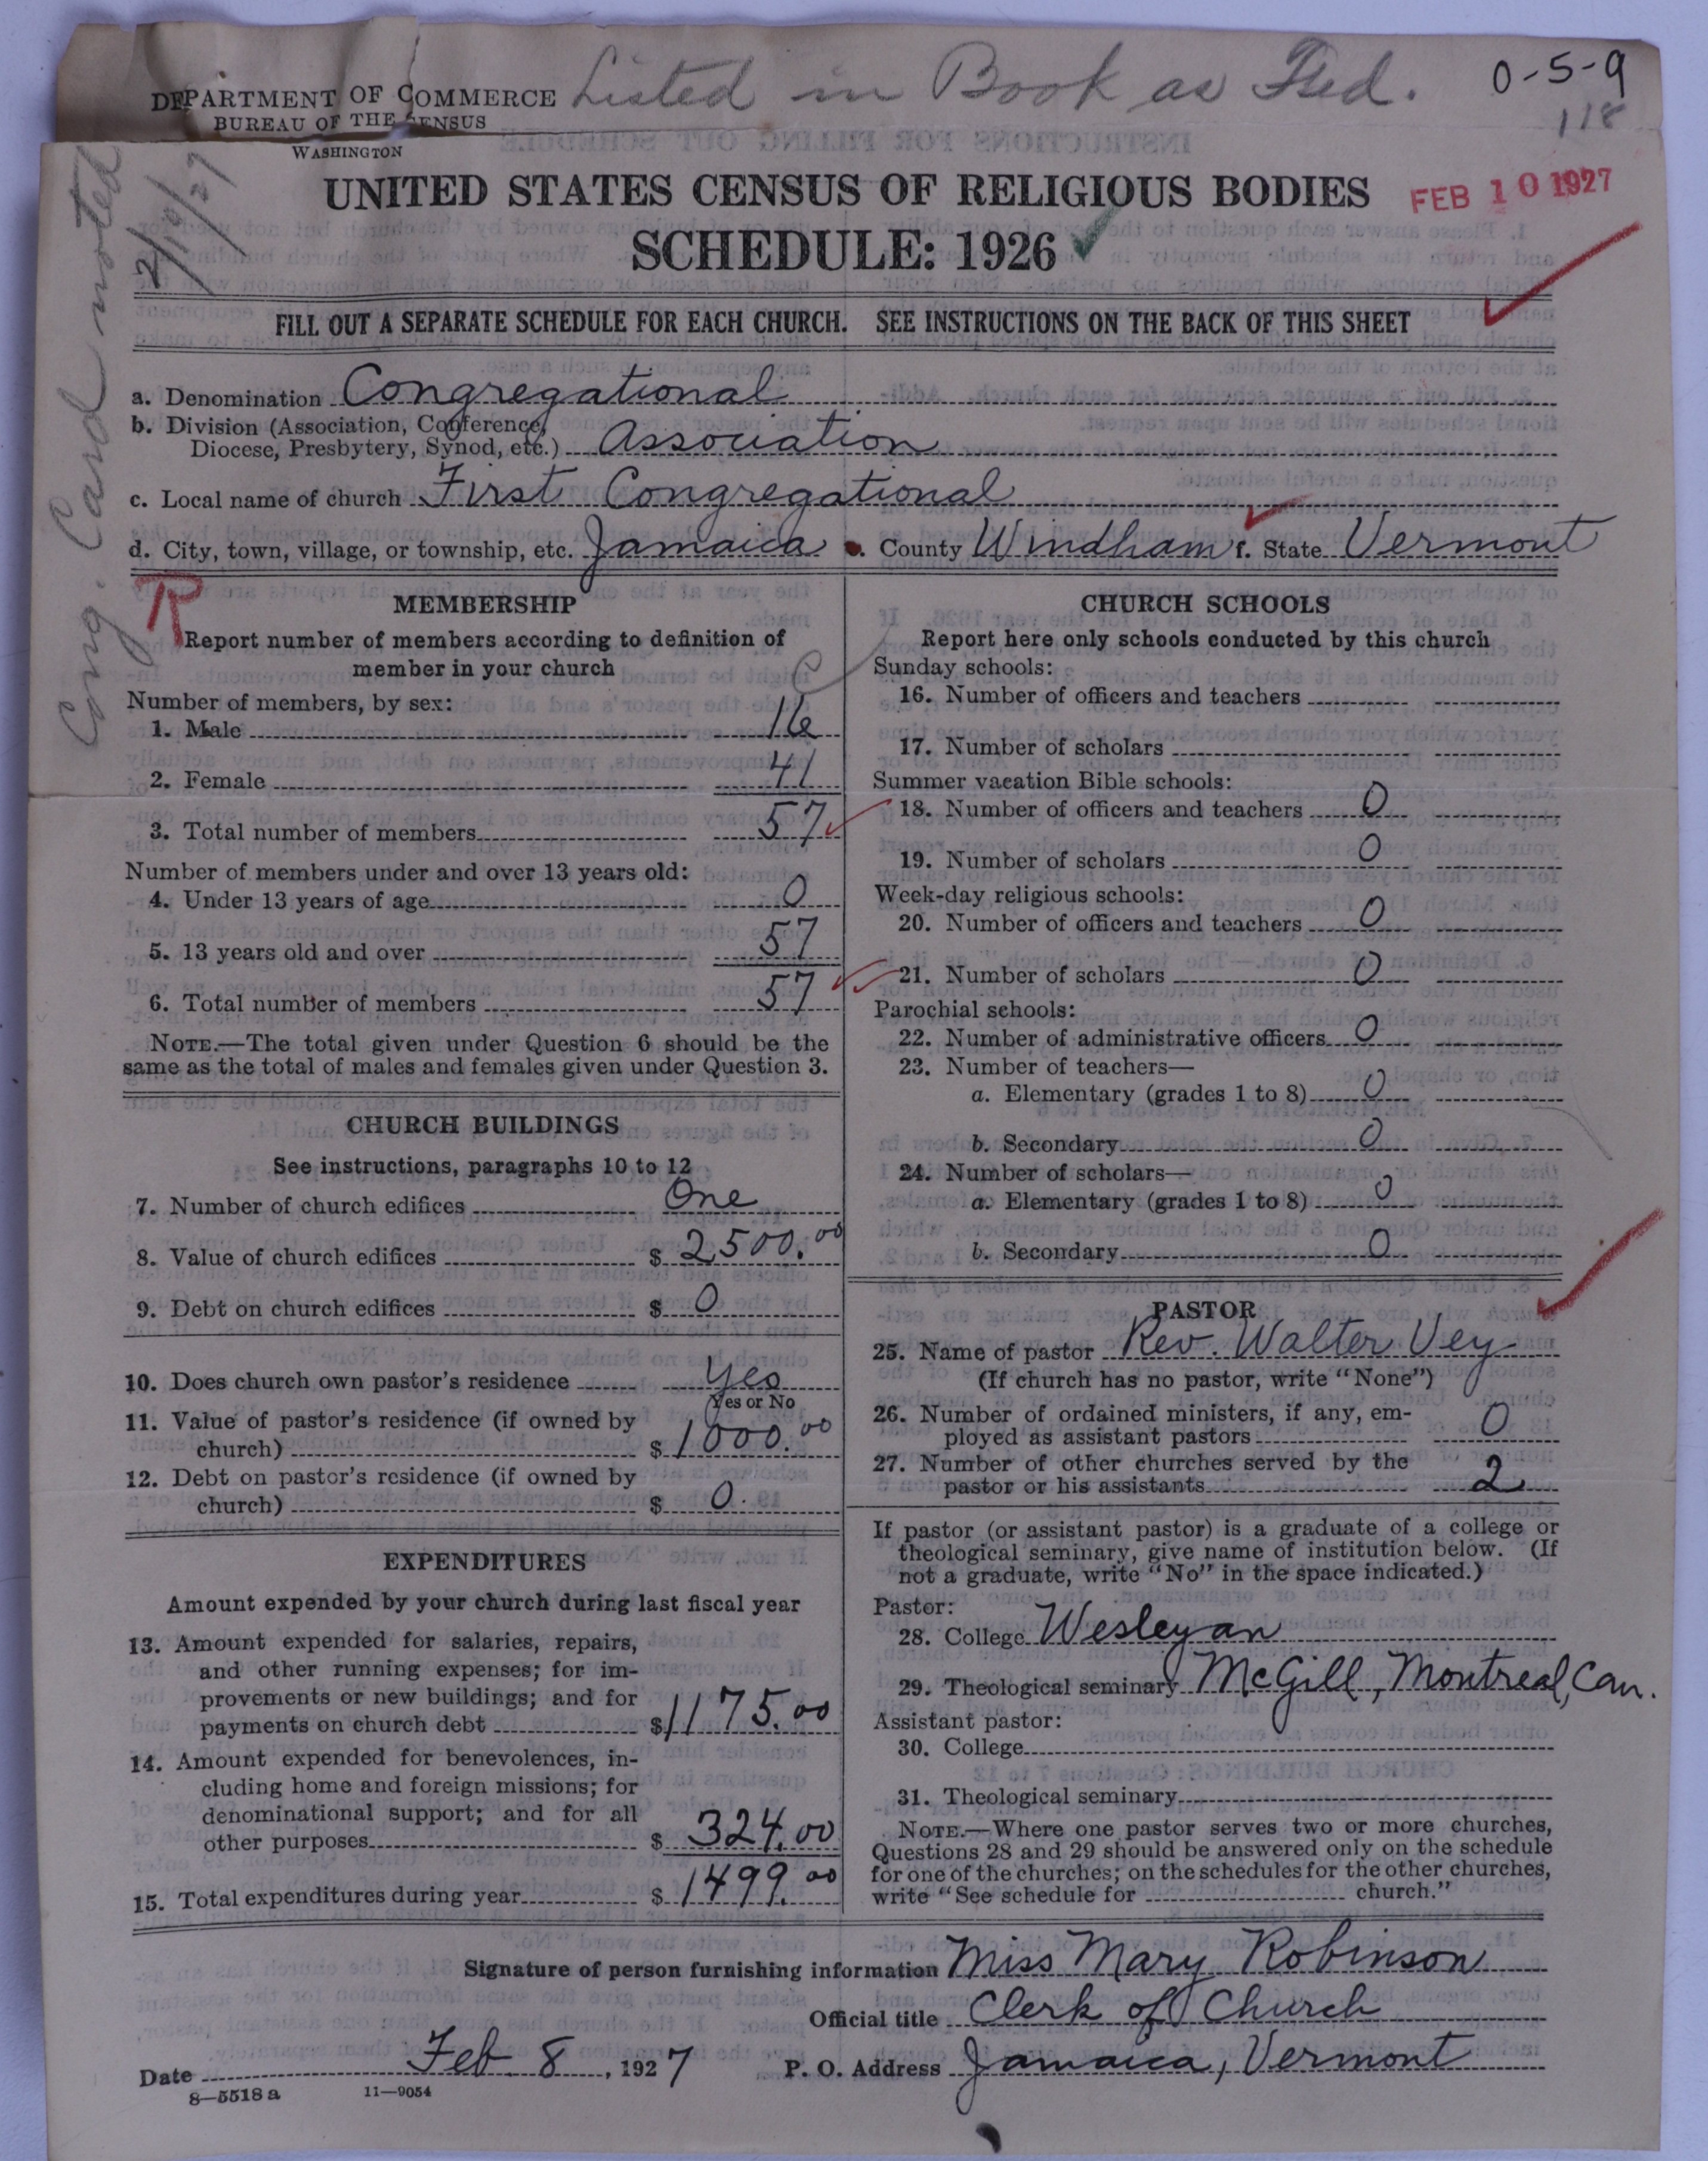 Listed in Book as Fed.
0-5-9
118
DEPARTMENT OF COMMERCE
BUREAU OF THE CENSUS
WASHINGTON
Cong. Card noted
2/19/27
UNITED STATES CENSUS OF RELIGIOUS BODIES
FEB 10 1927
SCHEDULE: 1926
FILL OUT A SEPARATE SCHEDULE FOR EACH CHURCH. SEE INSTRUCTIONS ON THE BACK OF THIS SHEET
a. Denomination Congregational
b. Division (Association, Conference, Diocese, Presbytery, Synod, etc.) Association
c. Local name of church First Congregational
d. City, town, village, or township, etc. Jamaica e. County Windham f. State Vermont
R
MEMBERSHIP
Report number of members according to definition of
member in your church
Number of members, by sex:
1. Male 16
2. Female 41
3. Total number of members 57
Number of members under and over 13 years old:
4. Under 13 years of age 0
5. 13 years old and over 57
6. Total number of members 57
NOTE.—The total given under Question 6 should be the
same as the total of males and females given under Question 3.
CHURCH BUILDINGS
See instructions, paragraphs 10 to 12
7. Number of church edifices One
8. Value of church edifices $ 2500.00
9. Debt on church edifices $ 0
10. Does church own pastor's residence Yes
Yes or No
11. Value of pastor's residence (if owned by
church) $ 1000.00
12. Debt on pastor's residence (if owned by
church) $ 0.
EXPENDITURES
Amount expended by your church during last fiscal year
13. Amount expended for salaries, repairs,
and other running expenses; for im-
provements or new buildings; and for
payments on church debt $ 1175.00
14. Amount expended for benevolences, in-
cluding home and foreign missions; for
denominational support; and for all
other purposes $ 324.00
15. Total expenditures during year $ 1499.00
CHURCH SCHOOLS
Report here only schools conducted by this church
Sunday schools:
16. Number of officers and teachers
17. Number of scholars
Summer vacation Bible schools:
18. Number of officers and teachers 0
19. Number of scholars 0
Week-day religious schools:
20. Number of officers and teachers 0
21. Number of scholars 0
Parochial schools:
22. Number of administrative officers 0
23. Number of teachers—
a. Elementary (grades 1 to 8) 0
b. Secondary 0
24. Number of scholars—
a. Elementary (grades 1 to 8) 0
b. Secondary 0
PASTOR
25. Name of pastor Rev. Walter Vey
(If church has no pastor, write "None")
26. Number of ordained ministers, if any, em-
ployed as assistant pastors 0
27. Number of other churches served by the
pastor or his assistants 2
If pastor (or assistant pastor) is a graduate of a college or
theological seminary, give name of institution below. (If
not a graduate, write "No" in the space indicated.)
Pastor:
28. College Wesleyan
29. Theological seminary McGill, Montreal, Can.
Assistant pastor:
30. College
31. Theological seminary
NOTE.—Where one pastor serves two or more churches,
Questions 28 and 29 should be answered only on the schedule
for one of the churches; on the schedules for the other churches,
write "See schedule for church."
Signature of person furnishing information Miss Mary Robinson
Official title Clerk of Church
Date Feb. 8, 1927 P. O. Address Jamaica, Vermont
8—5518a 11—9054